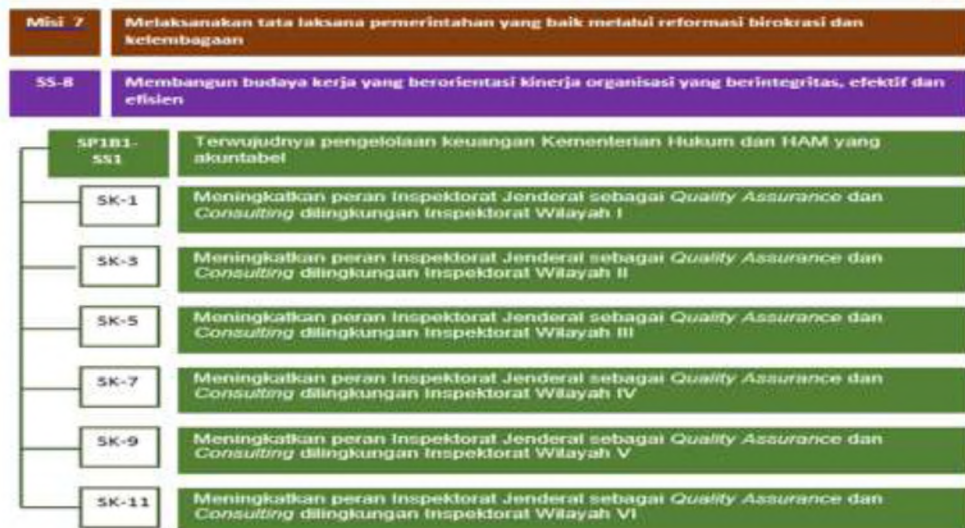 Misi 7
Melaksanakan tata laksana pemerintahan yang baik melalui reformasi birokrasi dan
kelembagaan
SS-8
Membangun budaya kerja yang berorientasi kinerja organisasi yang berintegritas, efektif dan
efisien
SP1B1-
SS1
Terwujudnya pengelolaan keuangan Kementerian Hukum dan HAM yang
akuntabel
SK-1
Meningkatkan peran Inspektorat Jenderal sebagai Quality Assurance dan
Consulting dilingkungan Inspektorat Wilayah I
SK-3
Meningkatkan peran Inspektorat Jenderal sebagai Quality Assurance dan
Consulting dilingkungan Inspektorat Wilayah II
SK-5
Meningkatkan peran Inspektorat Jenderal sebagai Quality Assurance dan
Consulting dilingkungan Inspektorat Wilayah III
SK-7
Meningkatkan peran Inspektorat Jenderal sebagai Quality Assurance dan
Consulting dilingkungan Inspektorat Wilayah IV
SK-9
Meningkatkan peran Inspektorat Jenderal sebagai Quality Assurance dan
Consulting dilingkungan Inspektorat Wilayah V
SK-11
Meningkatkan peran Inspektorat Jenderal sebagai Quality Assurance dan
Consulting dilingkungan Inspektorat Wilayah VI